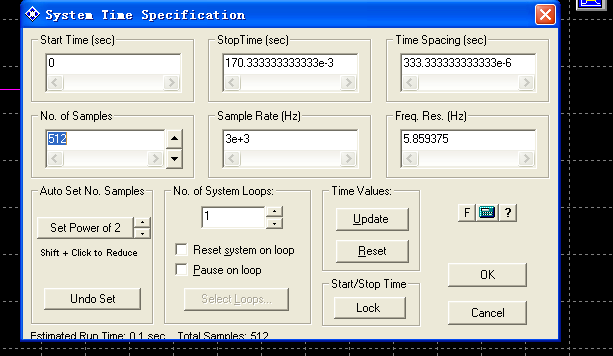 System Time Specification
Start Time (sec)
StopTime (sec)
Time Spacing (sec)
0
170.333333333333e-3
333.333333333333e-6
No. of Samples
Sample Rate (Hz)
Freq. Res. (Hz)
512
3e+3
5.859375
Auto Set No. Samples
No. of System Loops:
Time Values:
1
Set Power of 2
Update
F
?
Shift + Click to Reduce
Reset system on loop
Reset
Pause on loop
OK
Start/Stop Time
Undo Set
Select Loops...
Lock
Cancel
Estimated Run Time: 0.1 sec Total Samples: 512